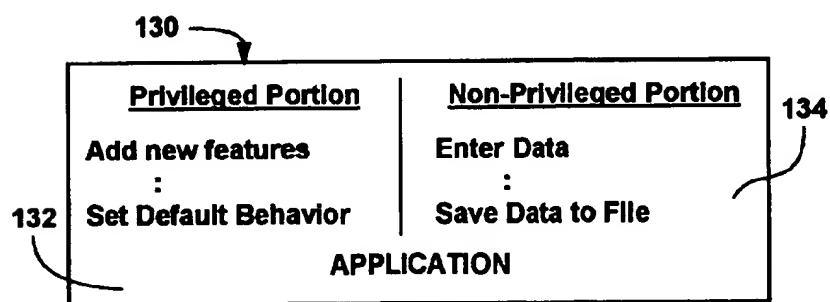 130
Privileged Portion
Non-Privileged Portion
134
Add new features
Enter Data
:
:
132
Set Default Behavior
Save Data to File
APPLICATION